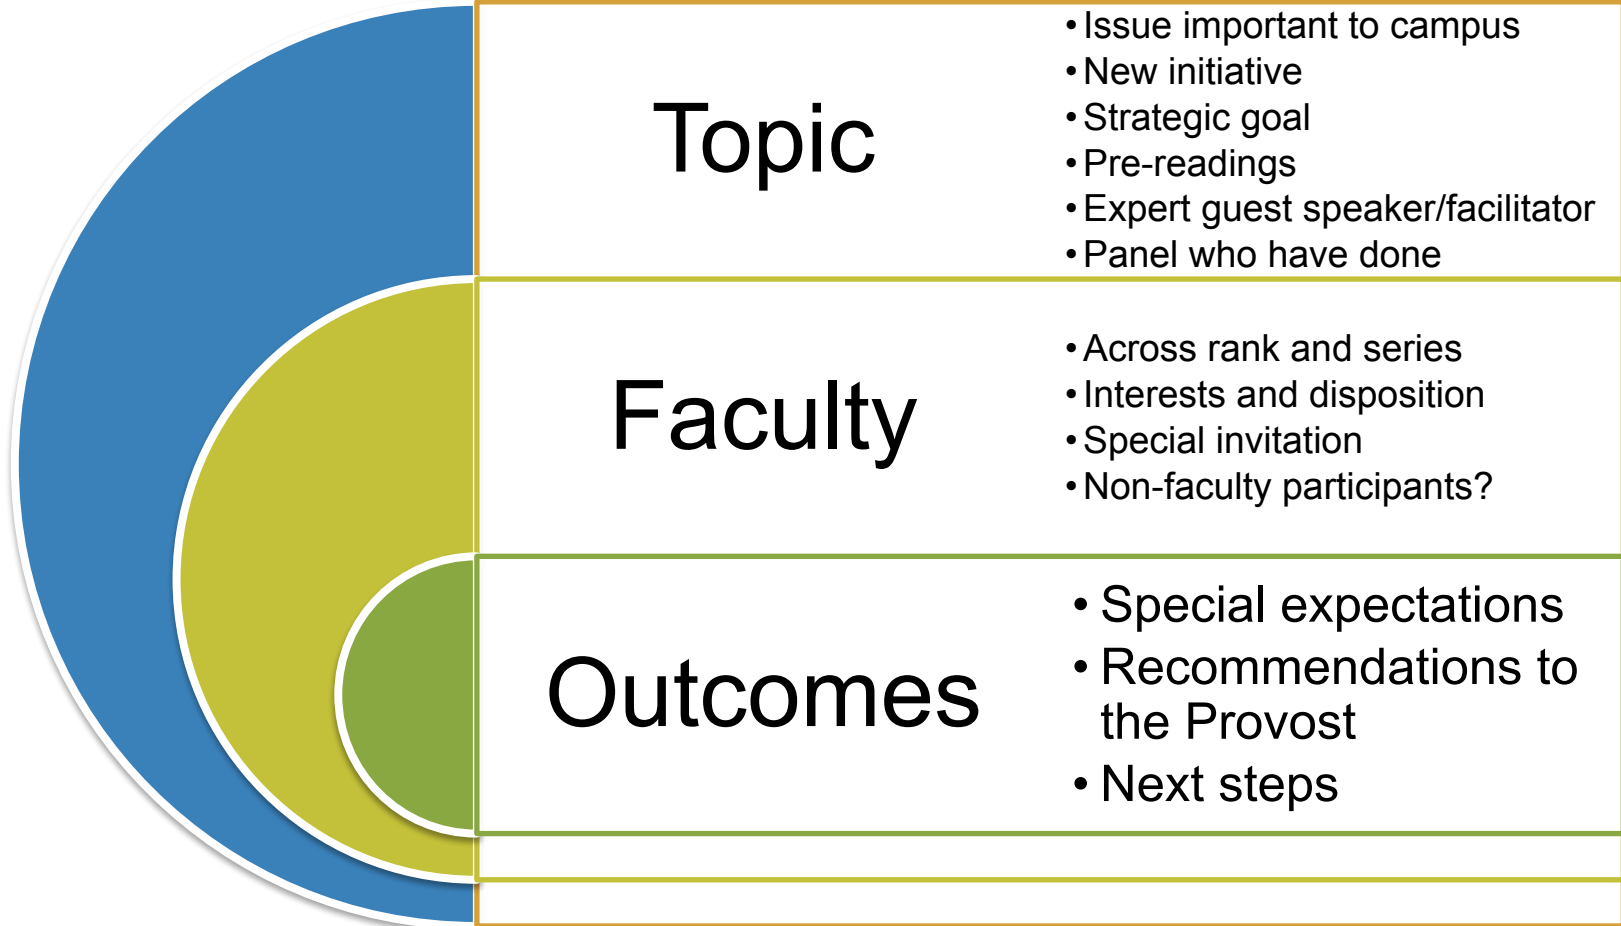 Topic
• Issue important to campus
• New initiative
• Strategic goal
• Pre-readings
• Expert guest speaker/facilitator
• Panel who have done
Faculty
• Across rank and series
• Interests and disposition
• Special invitation
• Non-faculty participants?
Outcomes
• Special expectations
• Recommendations to
the Provost
• Next steps